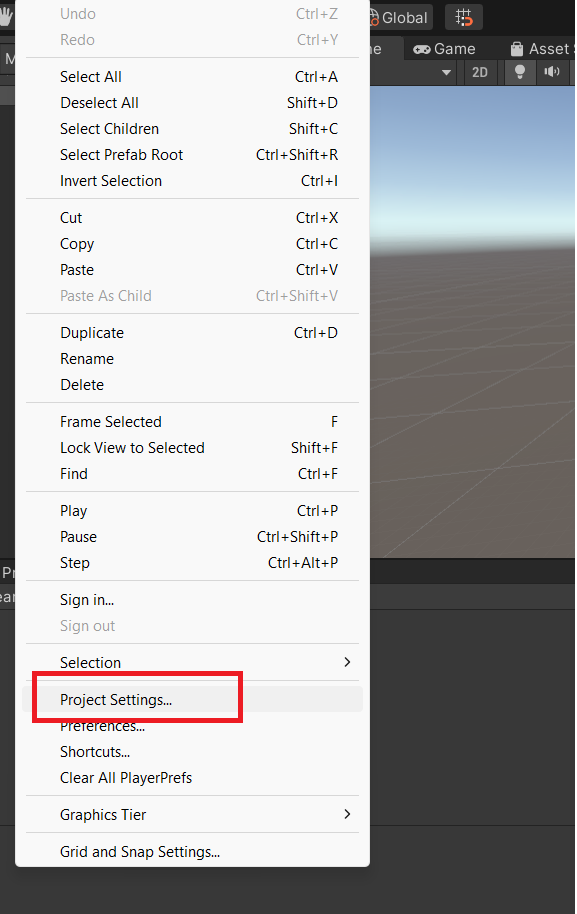 Undo Ctrl+Z
Redo Ctrl+Y
Select All Ctrl+A
Deselect All Shift+D
Select Children Shift+C
Select Prefab Root Ctrl+Shift+R
Invert Selection Ctrl+I
Cut Ctrl+X
Copy Ctrl+C
Paste Ctrl+V
Paste As Child Ctrl+Shift+V
Duplicate Ctrl+D
Rename
Delete
Frame Selected F
Lock View to Selected Shift+F
Find Ctrl+F
Play Ctrl+P
Pause Ctrl+Shift+P
Step Ctrl+Alt+P
Sign in...
Sign out
Selection
Project Settings...
Preferences...
Shortcuts...
Clear All PlayerPrefs
Graphics Tier
Grid and Snap Settings...
Global
Game Asset
2D